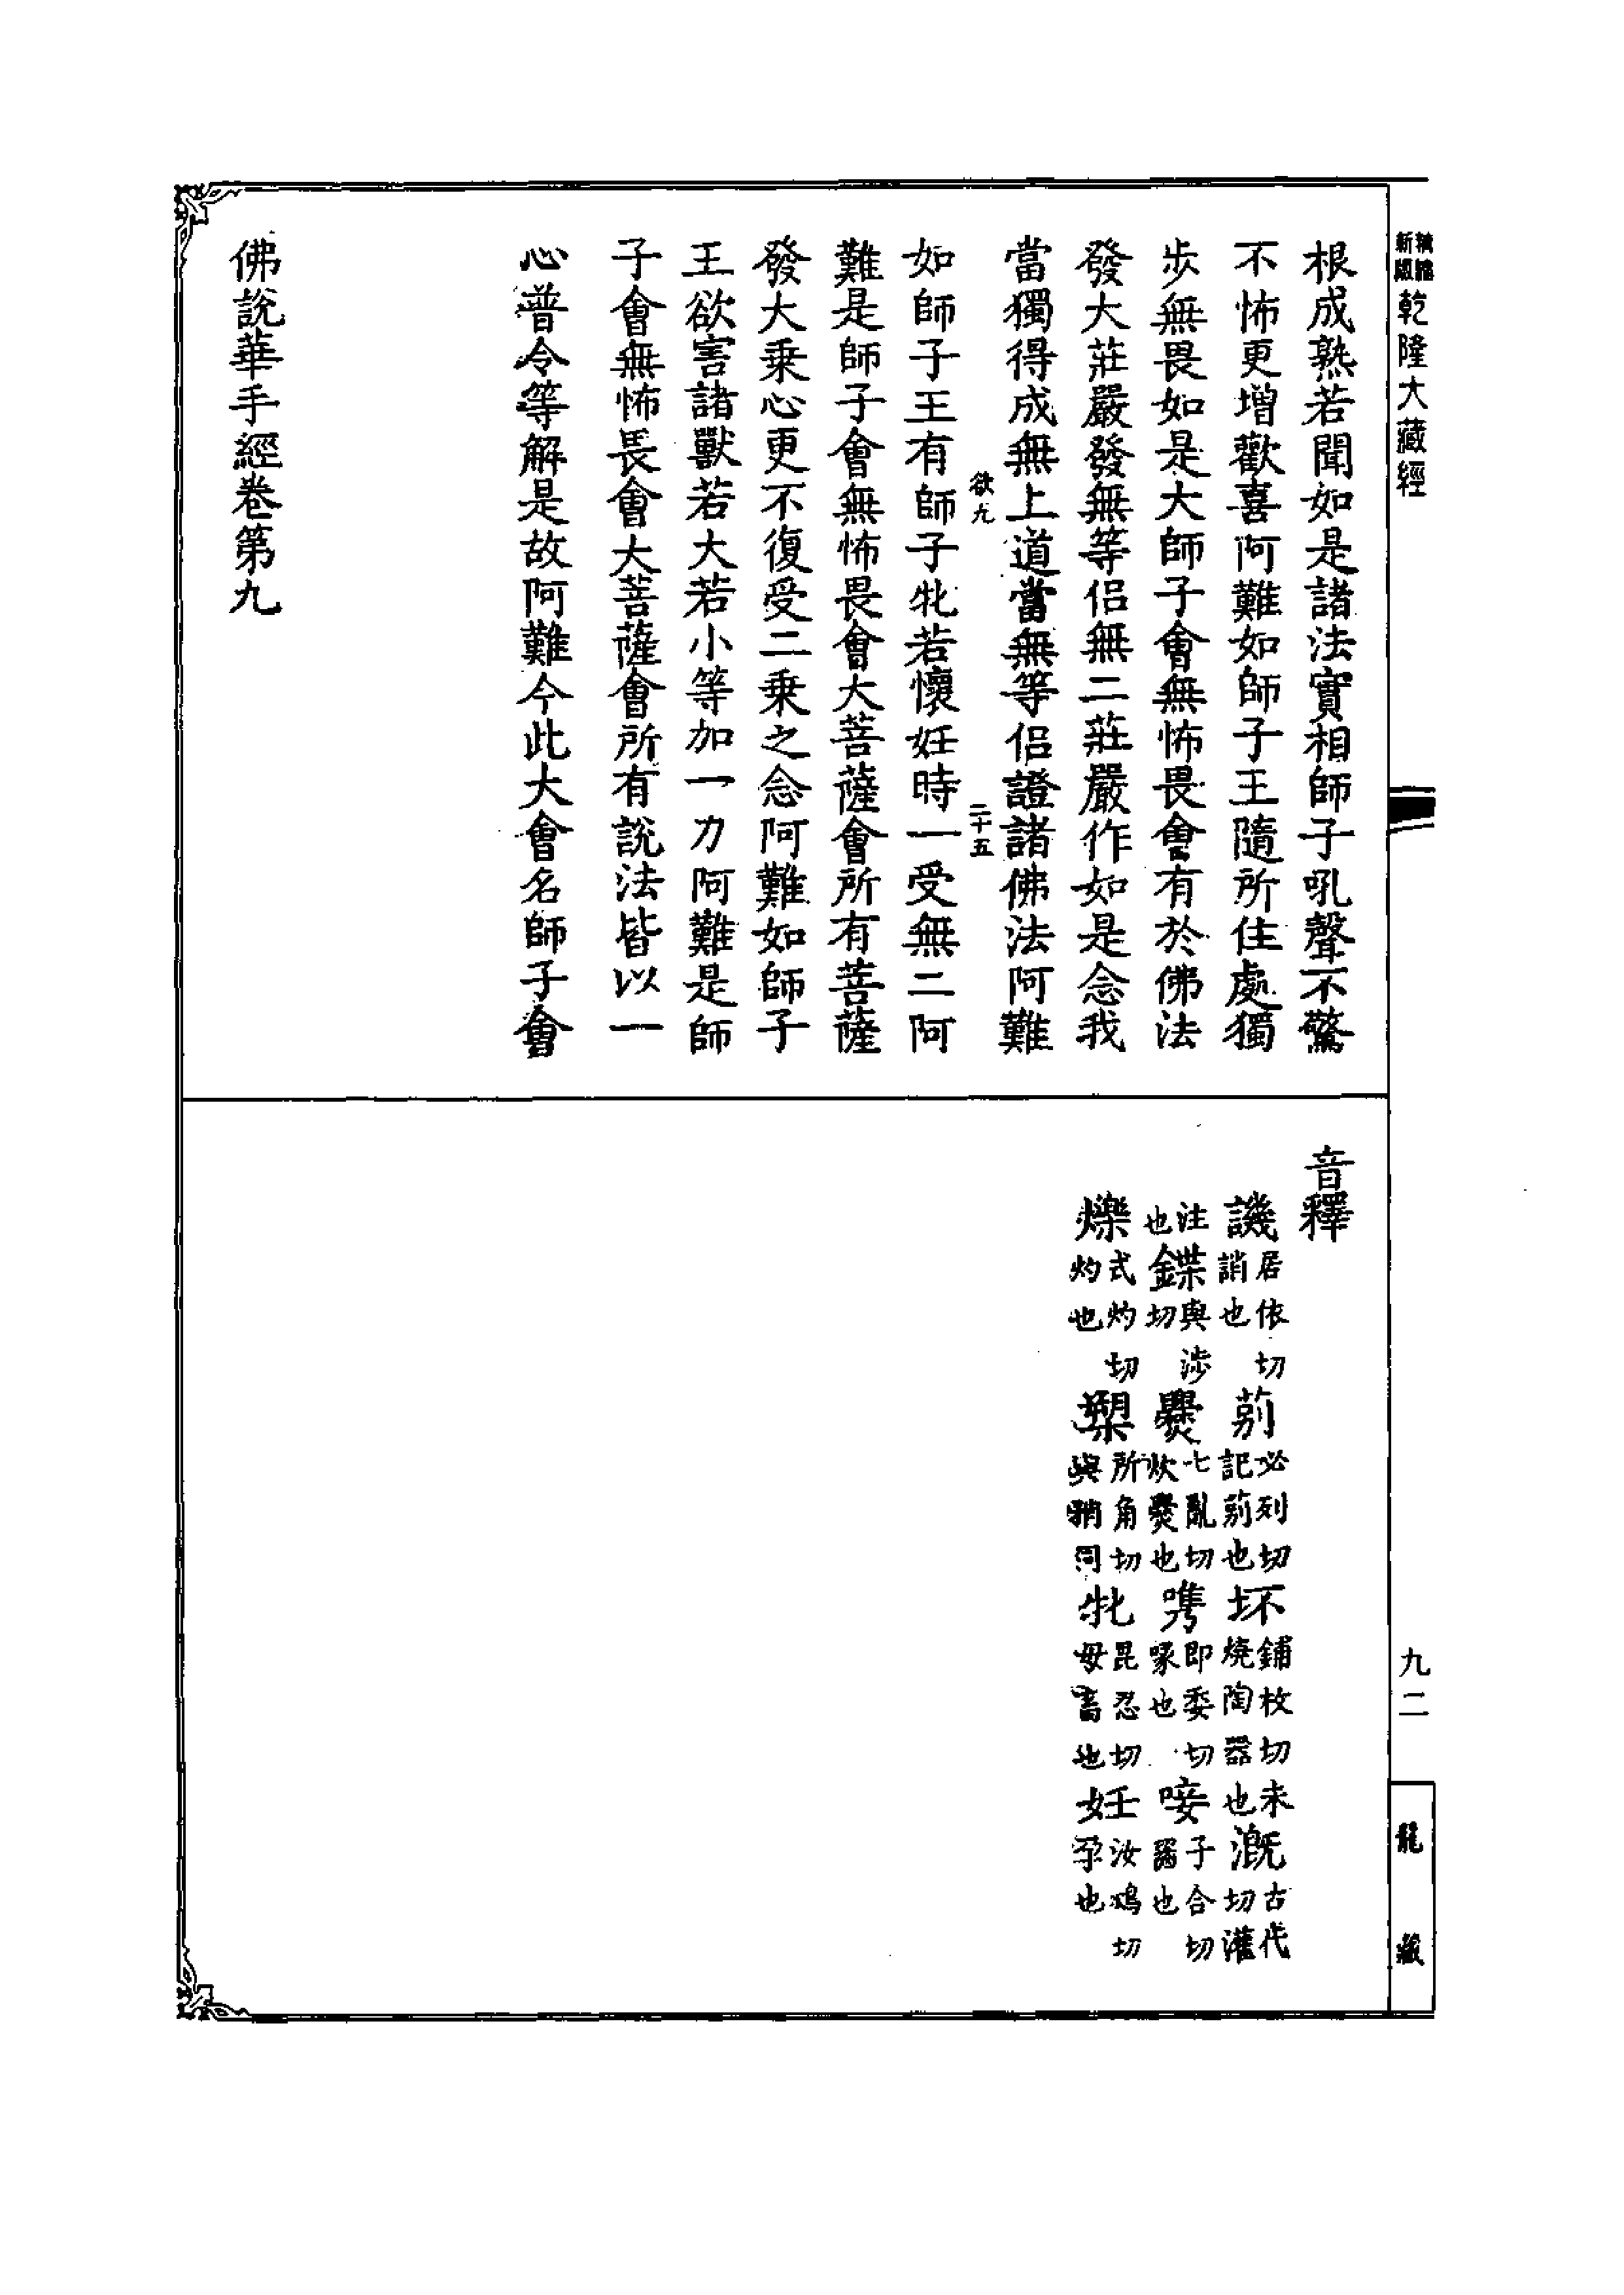 新版
乾隆大藏經
根成熟若聞如是諸法實相師子吼聲不驚
不怖更增歡喜阿難如師子王隨所住處獨
步無畏如是大師子會無怖畏會有於佛法
發大莊嚴發無等侶無二莊嚴作如是念我
當獨得成無上道當無等侶證諸佛法阿難
欲九 二十五
如師子王有師子牝若懷妊時一受無二阿
難是師子會無怖畏會大菩薩會所有菩薩
發大乘心更不復受二乘之念阿難如師子
王欲害諸獸若大若小等加一力阿難是師
子會無怖畏會大菩薩會所有說法皆以一
心普令等解是故阿難今此大會名師子會
佛說華手經卷第九
音釋
譏居依切誚也 莂必列切記莂也 坏鋪枚切未燒陶器也 溉古代切灌
注也 鍱與涉切 爨七亂切炊爨也 㗱即委切啄也 唼子合切噆也
爍式灼切灼也 槊所角切與矟同 牝毘忍切母畜也 妊汝鴆切孕也
九二
龍藏